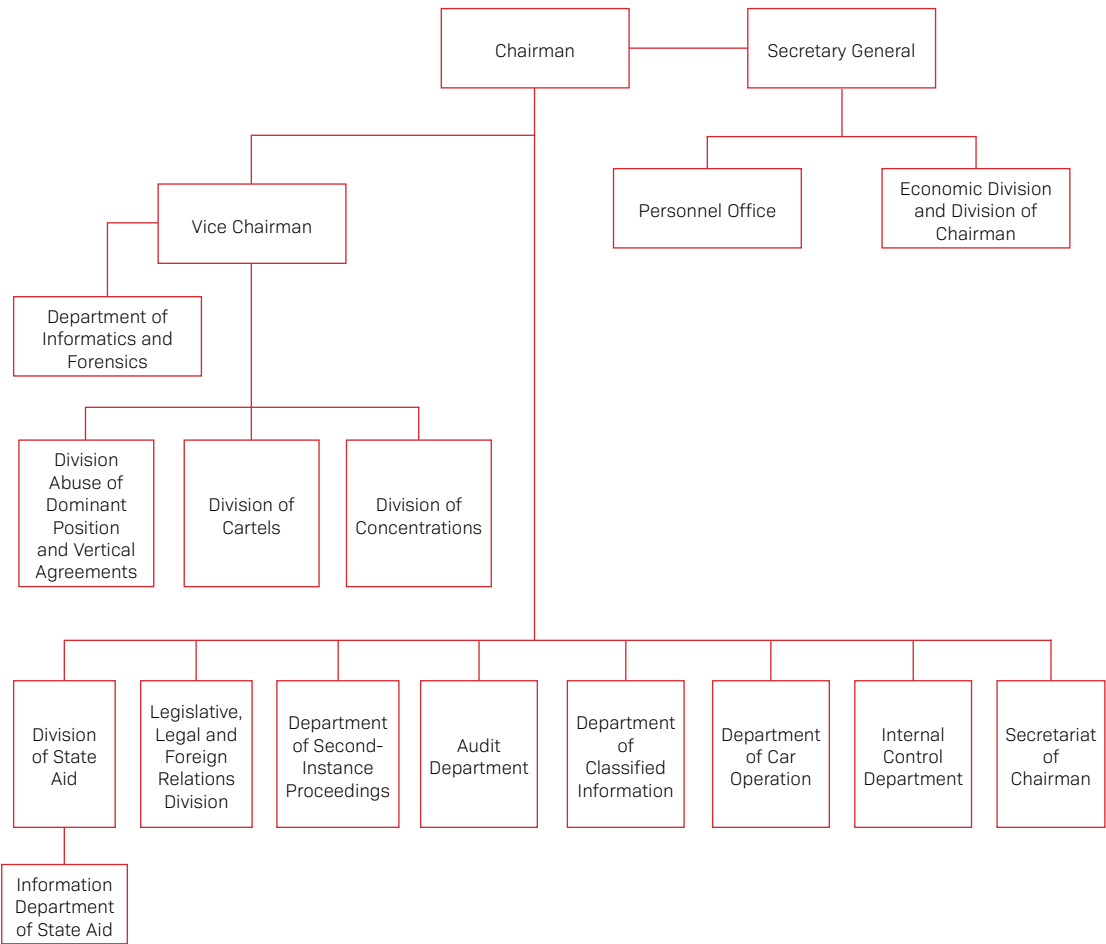 Chairman
Secretary General
Personnel Office
Economic Division
and Division of
Chairman
Vice Chairman
Department of
Informatics and
Forensics
Division
Abuse of
Dominant
Position
and Vertical
Agreements
Division of
Cartels
Division of
Concentrations
Division
of State
Aid
Legislative,
Legal and
Foreign
Relations
Division
Department
of Second-
Instance
Proceedings
Audit
Department
Department
of
Classified
Information
Department
of Car
Operation
Internal
Control
Department
Secretariat
of
Chairman
Information
Department
of State Aid